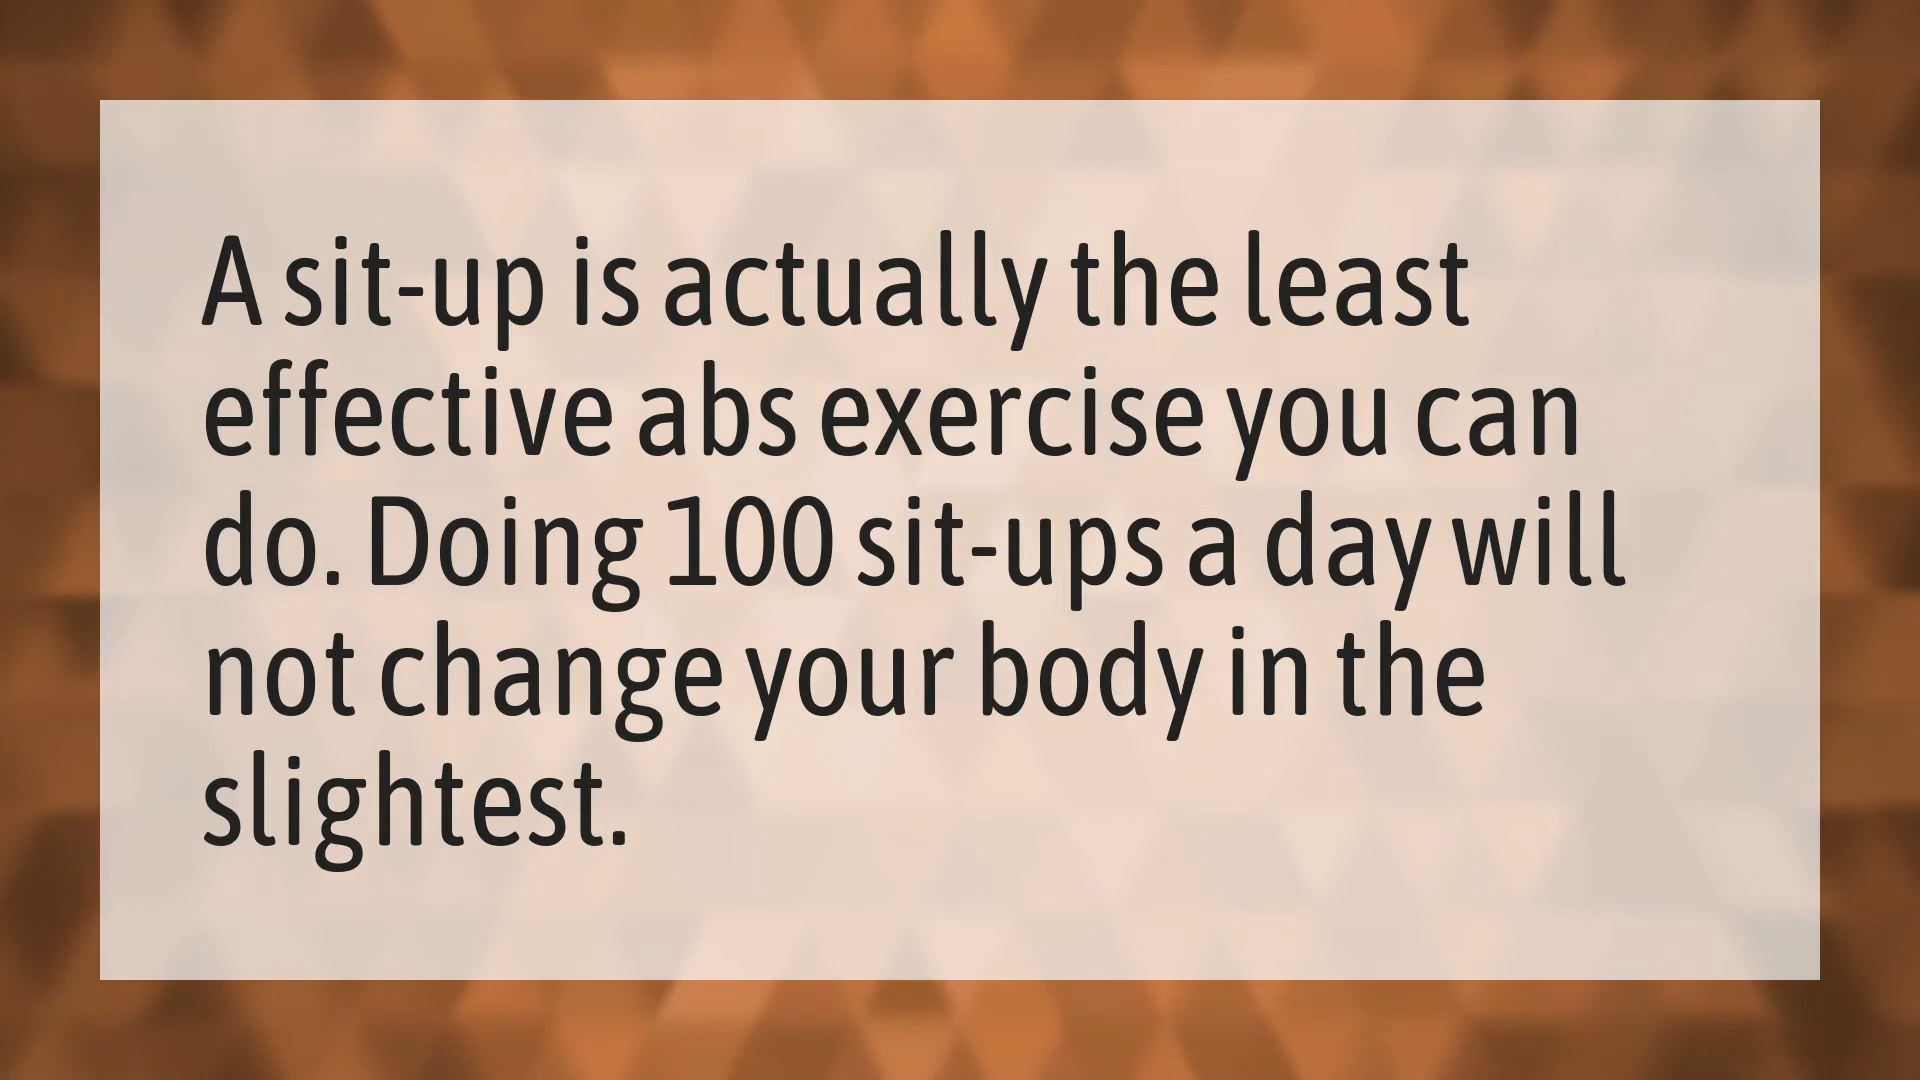 A sit-up is actually the least
effective abs exercise you can
do. Doing 100 sit-ups a day will
not change your body in the
slightest.